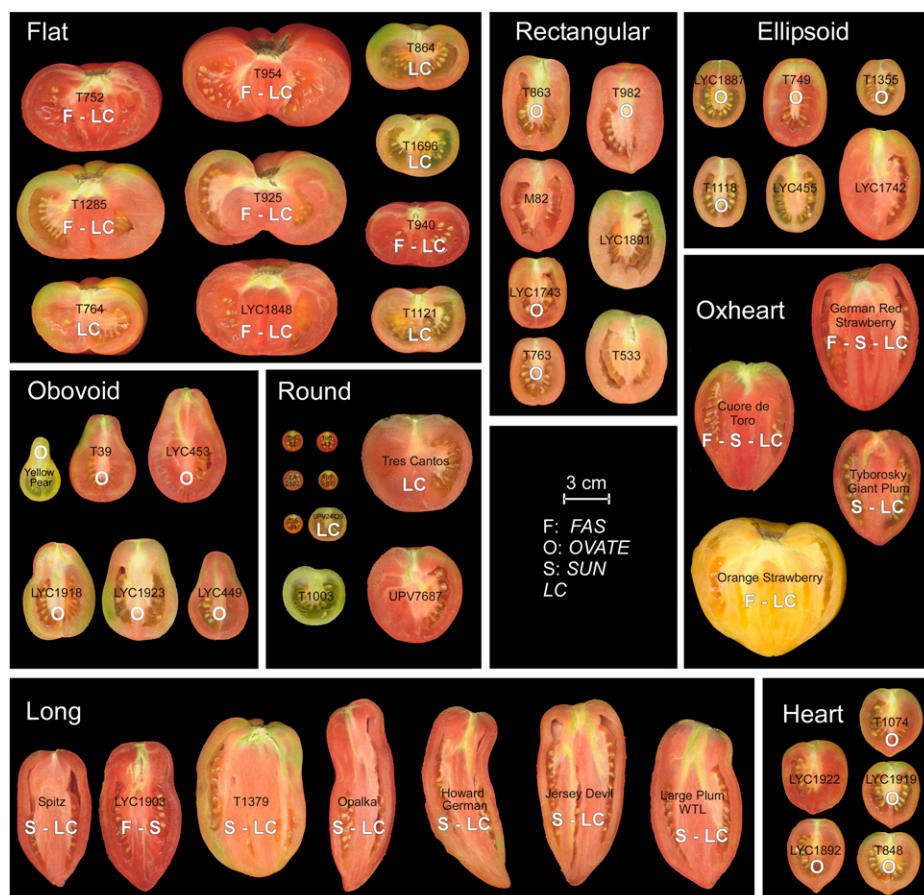 Flat
T752
F - LC
T954
F - LC
T864
LC
T1696
LC
T1285
F - LC
T925
F - LC
T940
F - LC
T764
LC
LYC1848
F - LC
T1121
LC
Rectangular
T863
O
T982
O
M82
LYC1891
LYC1743
O
T763
O
T533
Ellipsoid
LYC1887
O
T749
O
T1355
O
T1118
O
LYC455
LYC1742
Oxheart
German Red
Strawberry
F - S - LC
Cuore de
Toro
F - S - LC
Tyborosky
Giant Plum
S - LC
Orange Strawberry
F - LC
Obovoid
O
Yellow
Pear
T39
O
LYC453
O
LYC1918
O
LYC1923
O
LYC449
O
Round
Tres Cantos
LC
LC
T1003
UPV7687
3 cm
F: FAS
O: OVATE
S: SUN
LC
Long
Spitz
S - LC
LYC1903
F - S
T1379
S - LC
Opalka
S - LC
Howard
German
S - LC
Jersey Devil
S - LC
Large Plum
WTL
S - LC
Heart
T1074
O
LYC1922
LYC1919
O
LYC1892
O
T848
O